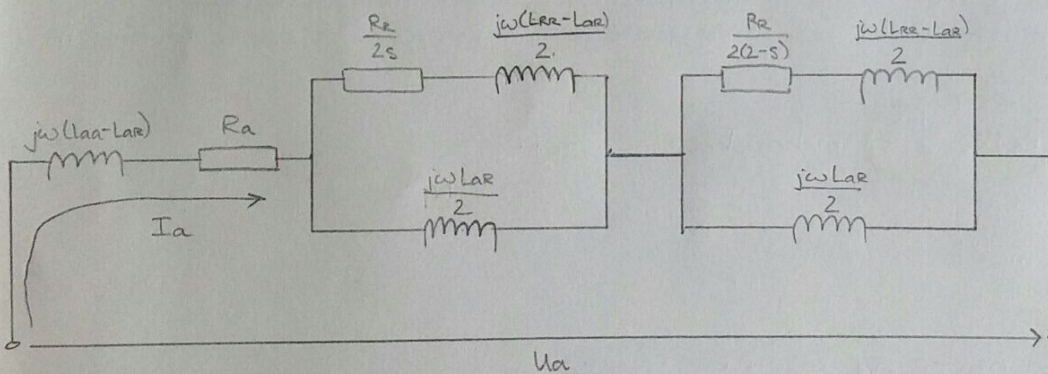 jω(Laa-LaR)
Ra
RR
2s
jω(LRR-LaR)
2.
jωLaR
2
RR
2(2-s)
jω(LRR-LaR)
2
jωLaR
2
Ia
Ua